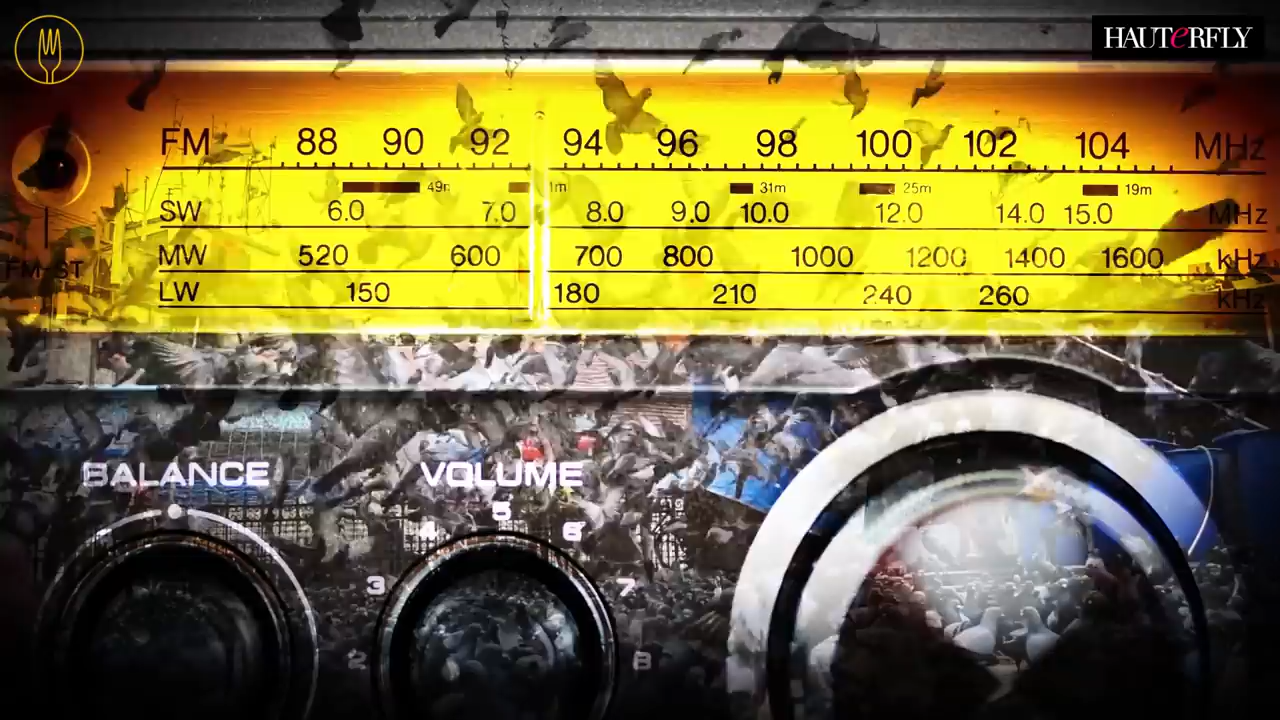 HAUTeRFLY
FM 88 90 92 94 96 98 100 102 104 MHz
49m 31m 25m 19m
SW 6.0 7.0 8.0 9.0 10.0 12.0 14.0 15.0 MHz
MW 520 600 700 800 1000 1200 1400 1600 kHz
FM-ST
LW 150 180 210 240 260 kHz
BALANCE VOLUME
5
4 6
3 7
2 8